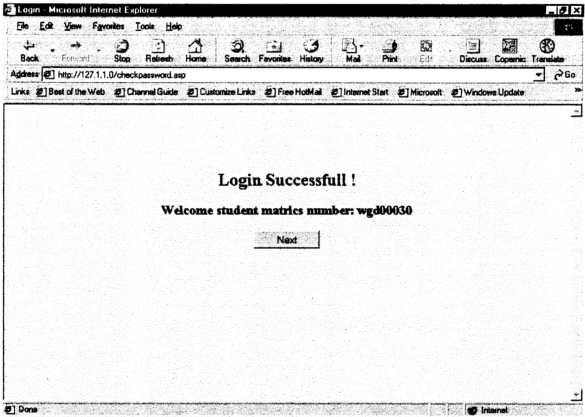 Login - Microsoft Internet Explorer
File Edit View Favorites Tools Help
Back Forward Stop Refresh Home Search Favorites History Mail Print Edit Discuss Copernic Translate
Address http://127.1.1.0/checkpassword.asp Go
Links Best of the Web Channel Guide Customize Links Free HotMail Internet Start Microsoft Windows Update
Login Successfull !
Welcome student matrics number: wgd00030
Next
Done Internet